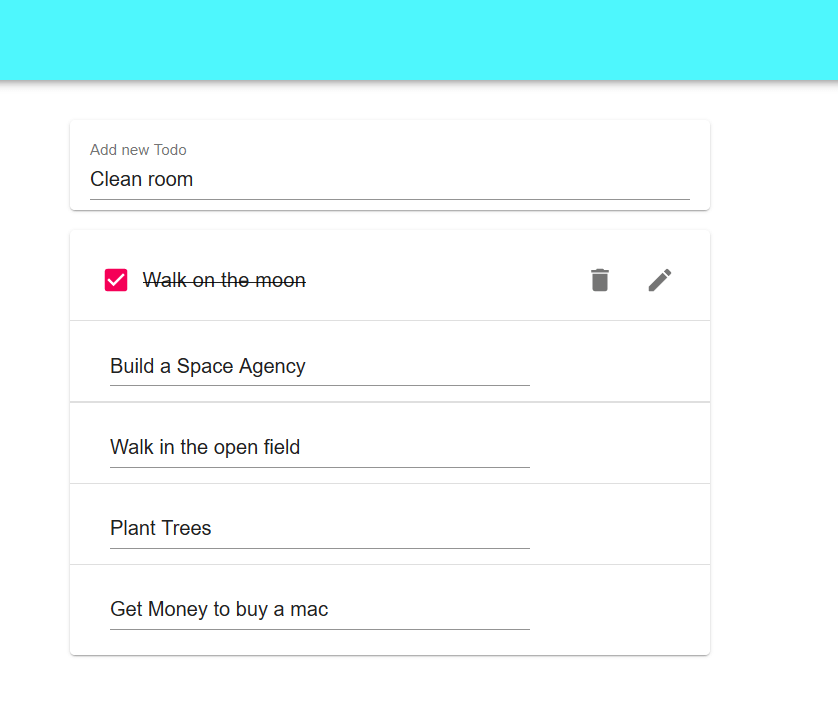 Add new Todo
Clean room
Walk on the moon
Build a Space Agency
Walk in the open field
Plant Trees
Get Money to buy a mac